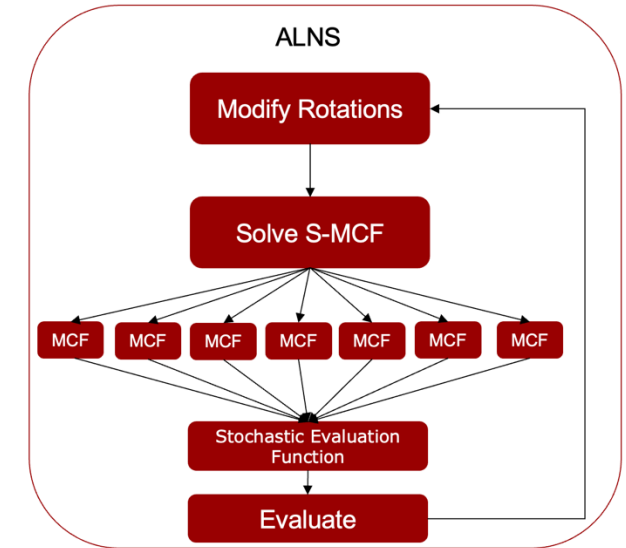 ALNS
Modify Rotations
Solve S-MCF
MCF MCF MCF MCF MCF MCF MCF
Stochastic Evaluation
Function
Evaluate